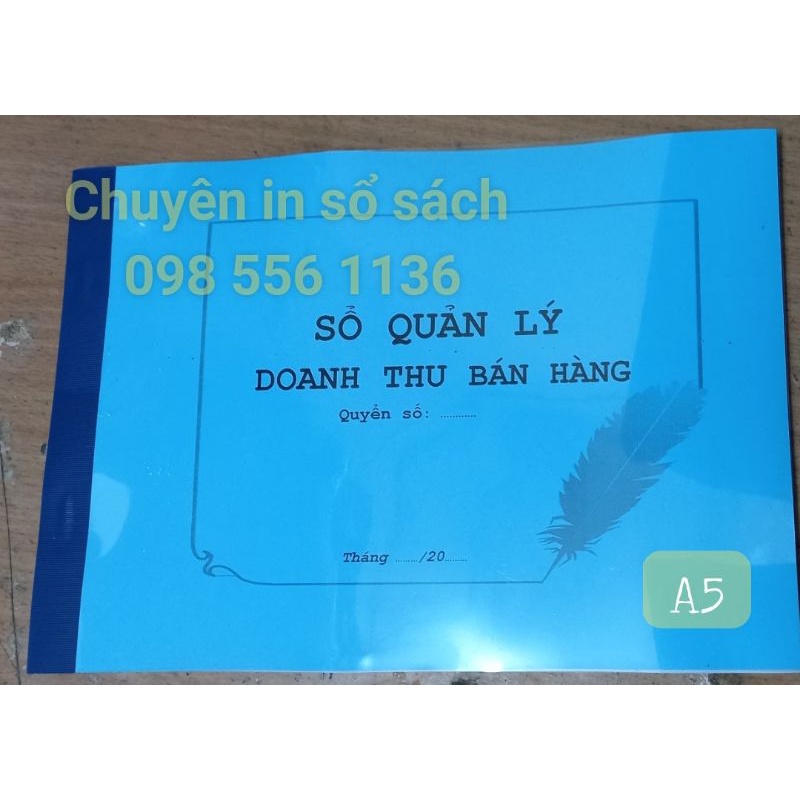 Chuyên in sổ sách
098 556 1136
SỔ QUẢN LÝ
DOANH THU BÁN HÀNG
Quyển số: ............
Tháng ......../20........
A5